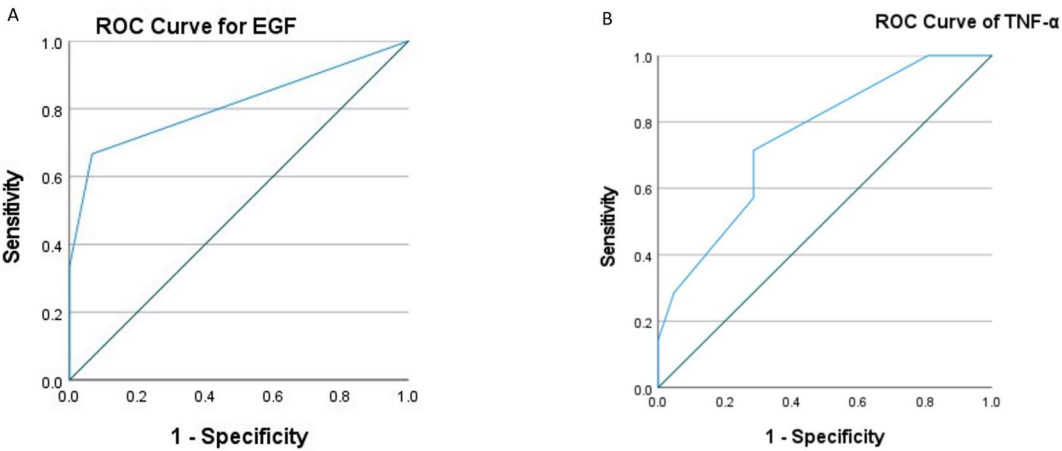 A
ROC Curve for EGF
1.0
0.8
0.6
0.4
0.2
0.0
0.0 0.2 0.4 0.6 0.8 1.0
Sensitivity
1 - Specificity
B
ROC Curve of TNF-α
1.0
0.8
0.6
0.4
0.2
0.0
0.0 0.2 0.4 0.6 0.8 1.0
Sensitivity
1 - Specificity